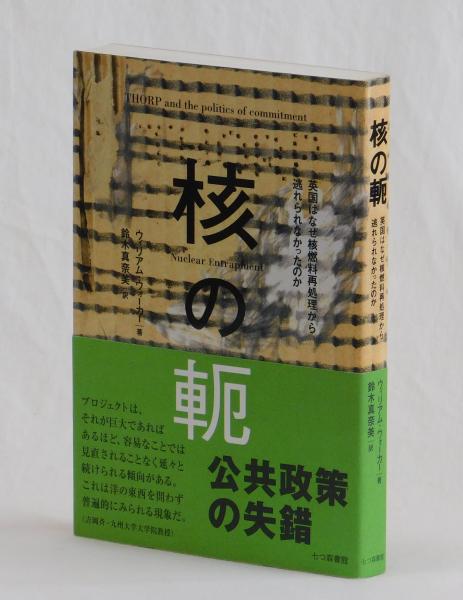 THORP and the politics of commitment
核の軛
Nuclear Entrapment
英国はなぜ核燃料再処理から
逃れられなかったのか
ウィリアム・ウォーカー|著
鈴木真奈美|訳
プロジェクトは、
それが巨大であれば
あるほど、容易なことでは
見直されることなく延々と
続けられる傾向がある。
これは洋の東西を問わず
普遍的にみられる現象だ。
(吉岡斉・九州大学大学院教授)
公共政策
の失錯
七つ森書館
核の軛
英国はなぜ核燃料再処理から
逃れられなかったのか
ウィリアム・ウォーカー|著
鈴木真奈美|訳
七つ森書館